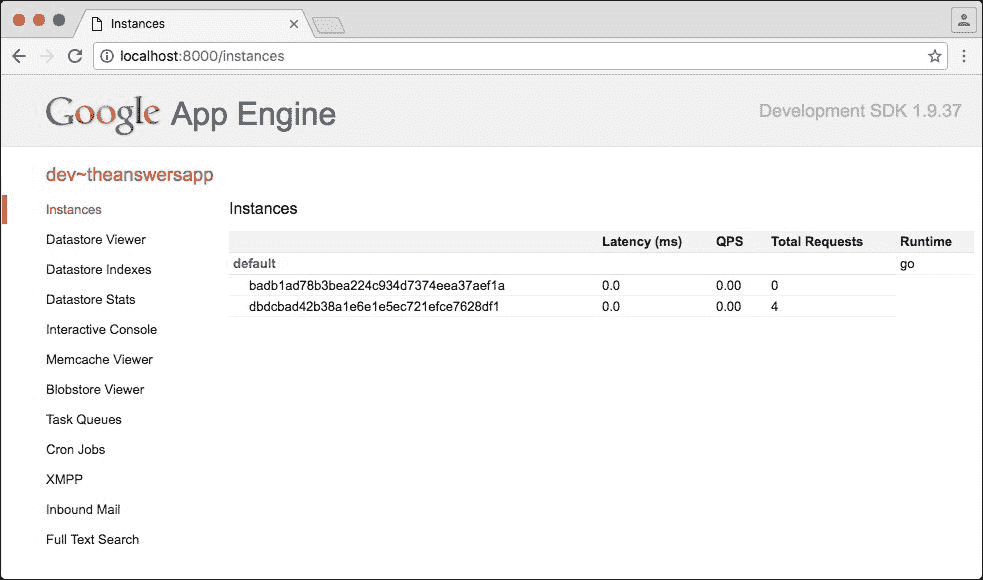 Instances
localhost:8000/instances
Google App Engine
Development SDK 1.9.37
dev~theanswersapp
Instances
Datastore Viewer
Datastore Indexes
Datastore Stats
Interactive Console
Memcache Viewer
Blobstore Viewer
Task Queues
Cron Jobs
XMPP
Inbound Mail
Full Text Search
Instances
Latency (ms) QPS Total Requests Runtime
default go
badb1ad78b3bea224c934d7374eea37aef1a 0.0 0.00 0
dbdcbad42b38a1e6e1e5ec721efce7628df1 0.0 0.00 4